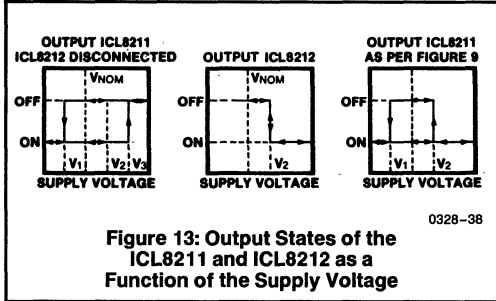 OUTPUT ICL8211
ICL8212 DISCONNECTED
VNOM
OFF
ON
V1
V2
V3
SUPPLY VOLTAGE
OUTPUT ICL8212
VNOM
OFF
ON
V2
SUPPLY VOLTAGE
OUTPUT ICL8211
AS PER FIGURE 9
OFF
ON
V1
V2
SUPPLY VOLTAGE
0328–38
Figure 13: Output States of the
ICL8211 and ICL8212 as a
Function of the Supply Voltage